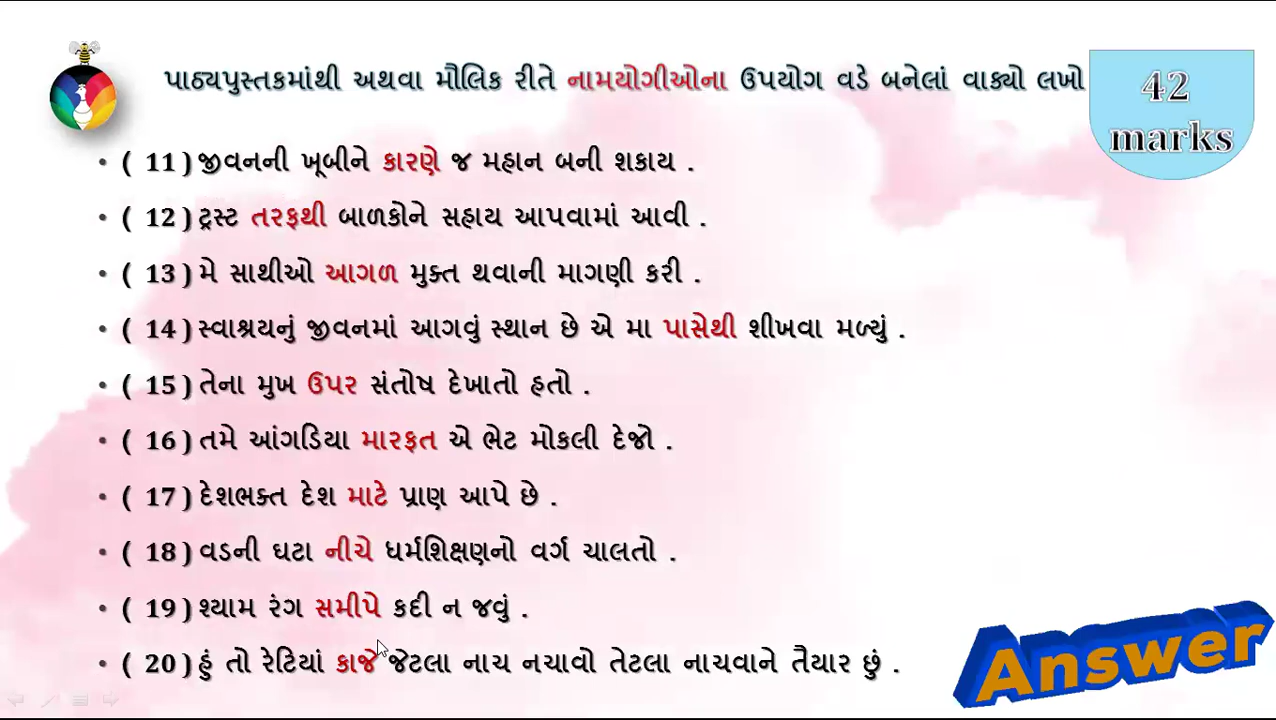 પાઠ્યપુસ્તકમાંથી અથવા મૌલિક રીતે નામયોગીઓના ઉપયોગ વડે બનેલાં વાક્યો લખો
42
marks
• ( 11 ) જીવનની ખૂબીને કારણે જ મહાન બની શકાય .
• ( 12 ) ટ્રસ્ટ તરફથી બાળકોને સહાય આપવામાં આવી .
• ( 13 ) મે સાથીઓ આગળ મુક્ત થવાની માગણી કરી .
• ( 14 ) સ્વાશ્રયનું જીવનમાં આગવું સ્થાન છે એ મા પાસેથી શીખવા મળ્યું .
• ( 15 ) તેના મુખ ઉપર સંતોષ દેખાતો હતો .
• ( 16 ) તમે આંગડિયા મારફત એ ભેટ મોકલી દેજો .
• ( 17 ) દેશભક્ત દેશ માટે પ્રાણ આપે છે .
• ( 18 ) વડની ઘટા નીચે ધર્મશિક્ષણનો વર્ગ ચાલતો .
• ( 19 ) શ્યામ રંગ સમીપે કદી ન જવું .
• ( 20 ) હું તો રેટિયાં કાજે જેટલા નાચ નચાવો તેટલા નાચવાને તૈયાર છું .
Answer